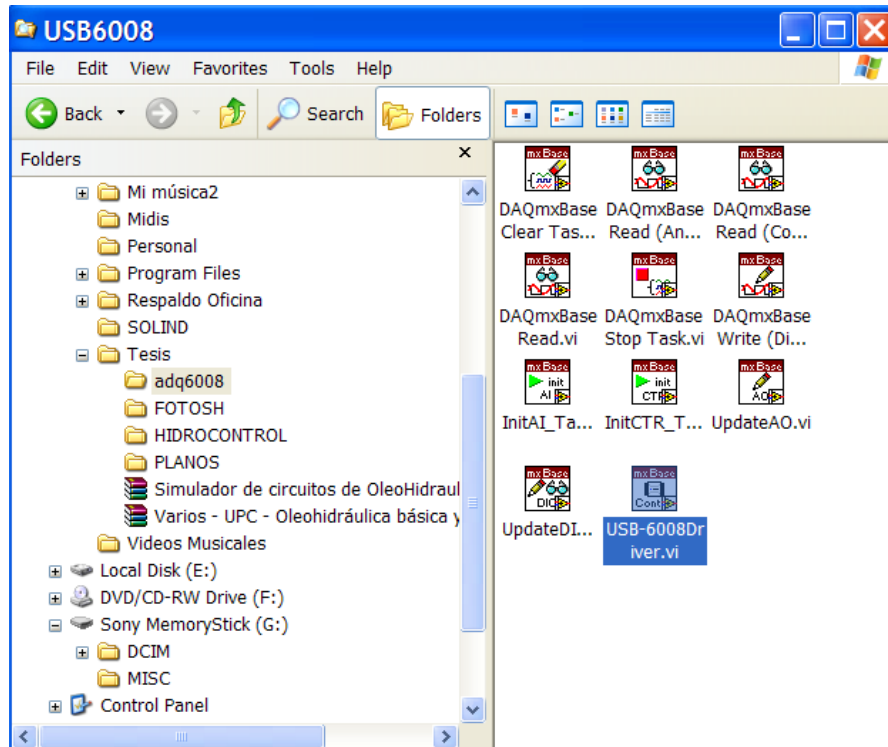 USB6008
File Edit View Favorites Tools Help
Back Search Folders
Folders
Mi música2
Midis
Personal
Program Files
Respaldo Oficina
SOLIND
Tesis
adq6008
FOTOSH
HIDROCONTROL
PLANOS
Simulador de circuitos de OleoHidraul
Varios - UPC - Oleohidráulica básica y
Videos Musicales
Local Disk (E:)
DVD/CD-RW Drive (F:)
Sony MemoryStick (G:)
DCIM
MISC
Control Panel
mxBase mxBase mxBase
DAQmxBase DAQmxBase DAQmxBase
Clear Tas... Read (An... Read (Co...
mxBase mxBase mxBase
DAQmxBase DAQmxBase DAQmxBase
Read.vi Stop Task.vi Write (Di...
mxBase mxBase mxBase
init init
AI CTR AO
InitAI_Ta... InitCTR_T... UpdateAO.vi
mxBase mxBase
DIO Cont
UpdateDI... USB-6008Dr
iver.vi